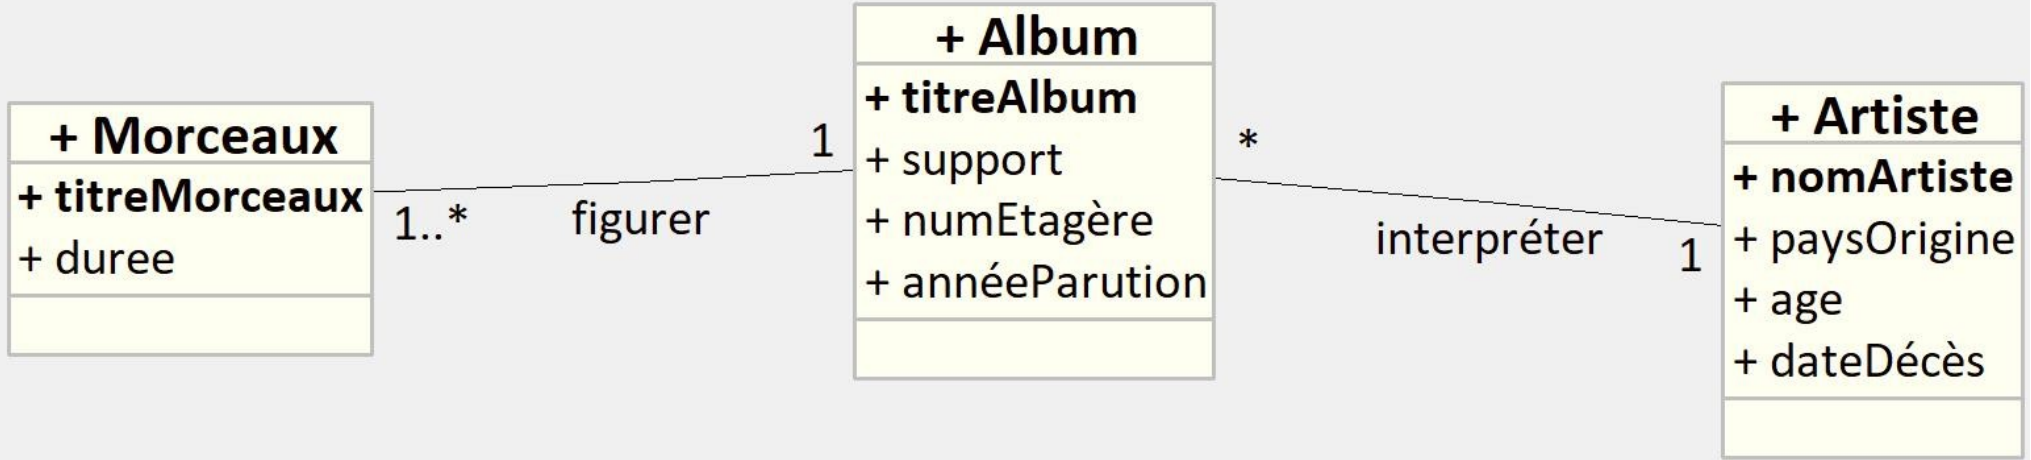 + Morceaux
+ titreMorceaux
+ duree
1..*
figurer
1
+ Album
+ titreAlbum
+ support
+ numEtagère
+ annéeParution
*
interpréter
1
+ Artiste
+ nomArtiste
+ paysOrigine
+ age
+ dateDécès